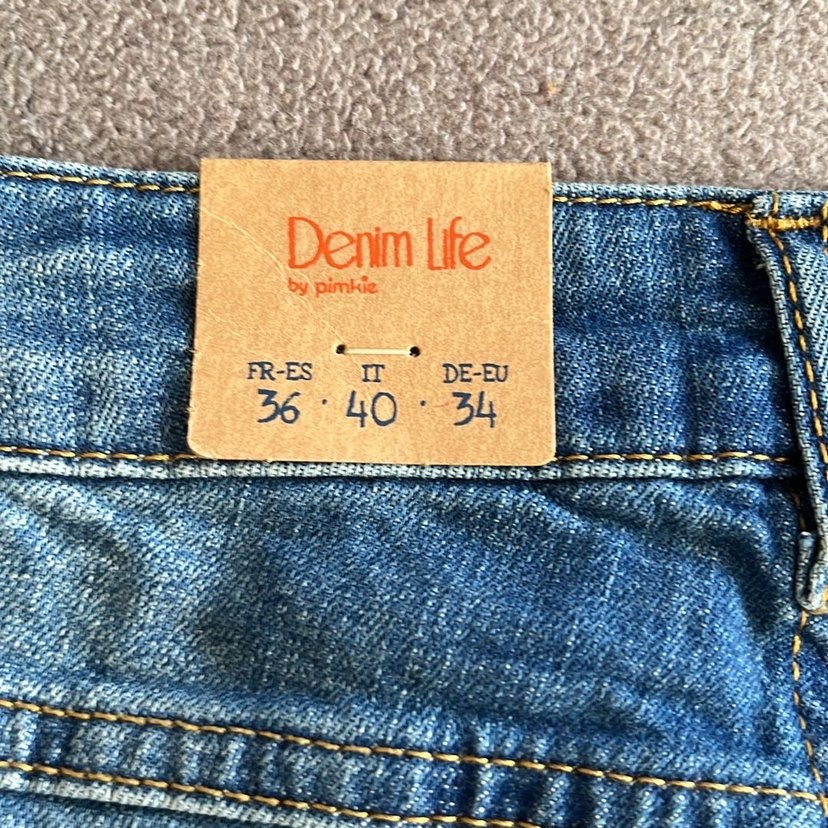 Denim Life
by pimkie
FR-ES IT DE-EU
36 · 40 · 34